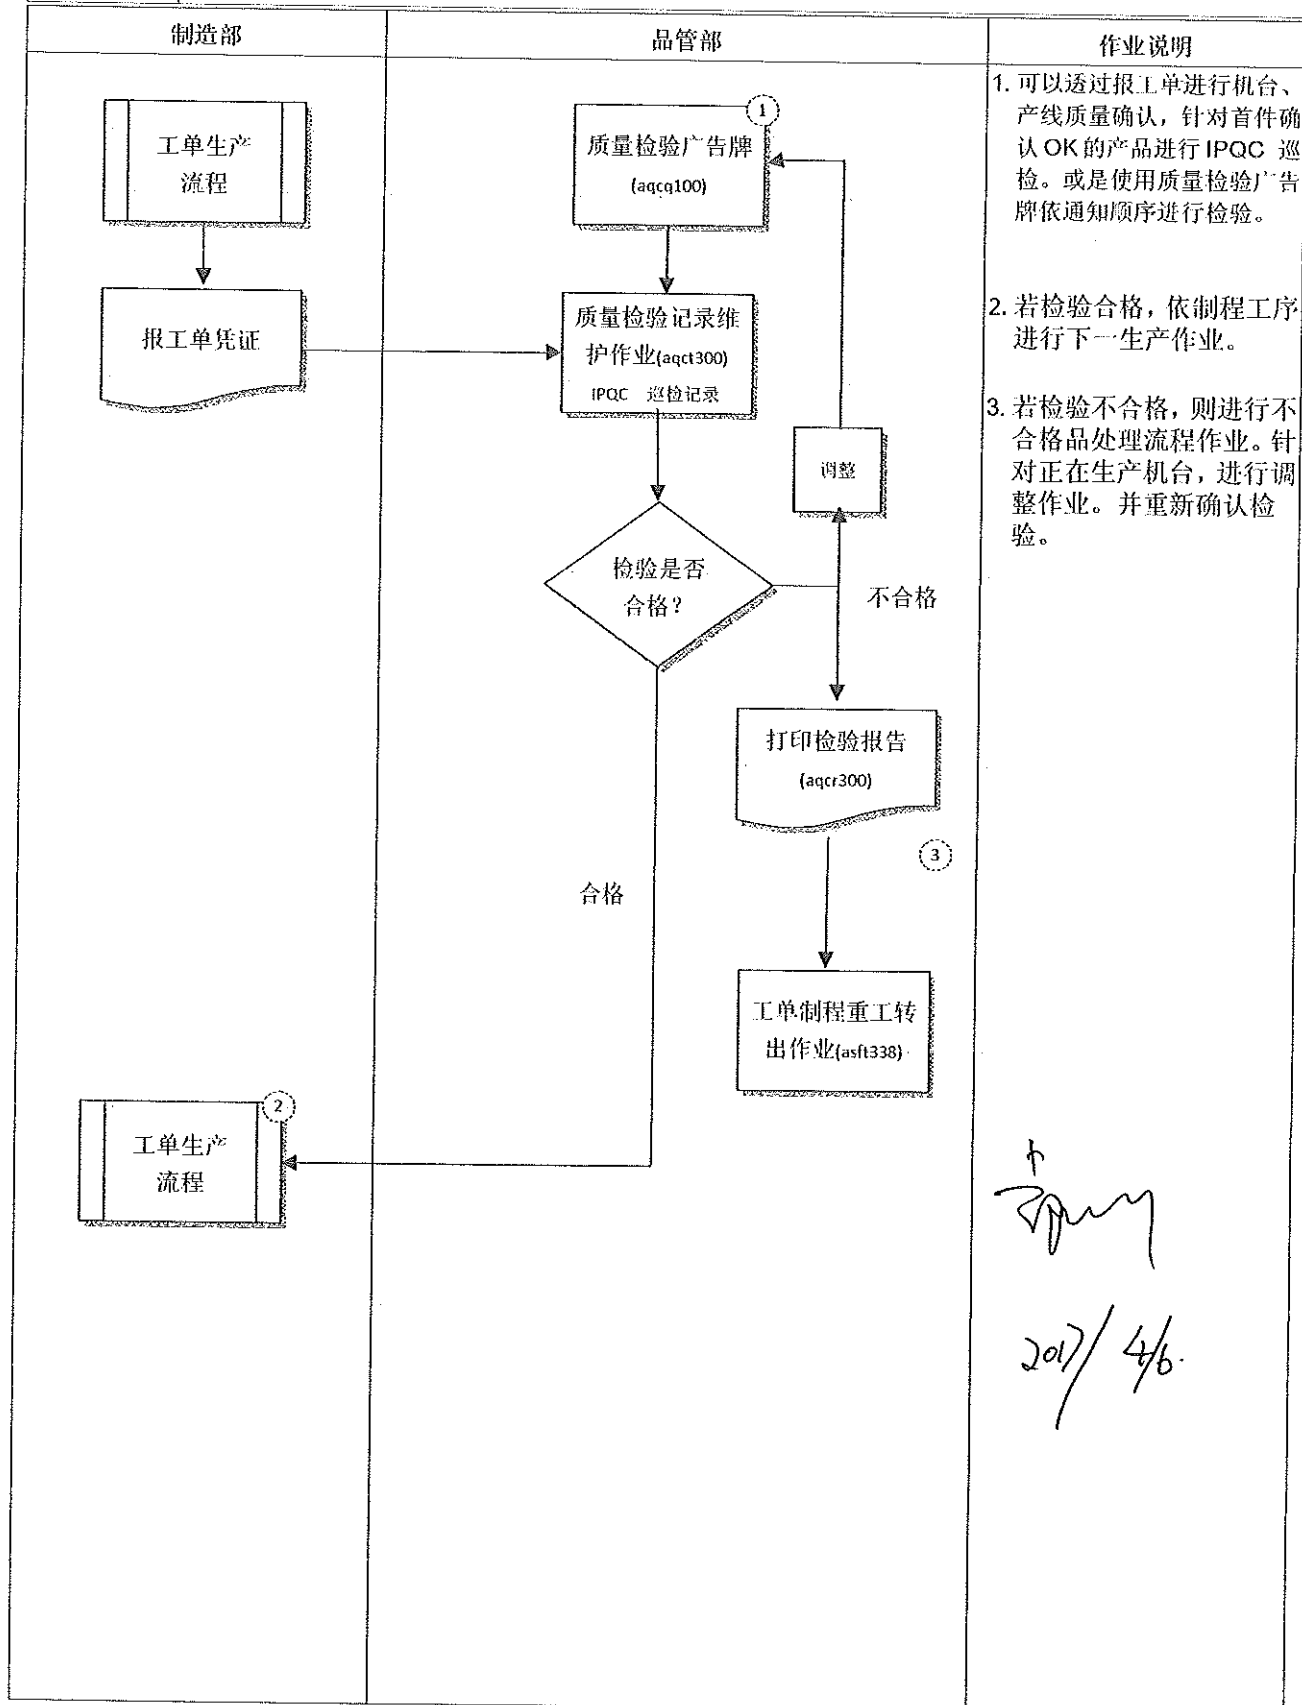 制造部
品管部
作业说明
工单生产
流程
报工单凭证
1
质量检验广告牌
(aqcq100)
质量检验记录维
护作业(aqct300)
IPQC 巡检记录
调整
检验是否
合格?
不合格
打印检验报告
(aqcr300)
3
合格
工单制程重工转
出作业(asft338)
2
工单生产
流程
1. 可以透过报工单进行机台、
产线质量确认，针对首件确
认OK的产品进行IPQC 巡
检。或是使用质量检验广告
牌依通知顺序进行检验。
2. 若检验合格，依制程工序
进行下一生产作业。
3. 若检验不合格，则进行不
合格品处理流程作业。针
对正在生产机台，进行调
整作业。并重新确认检
验。
2017/ 4/6.